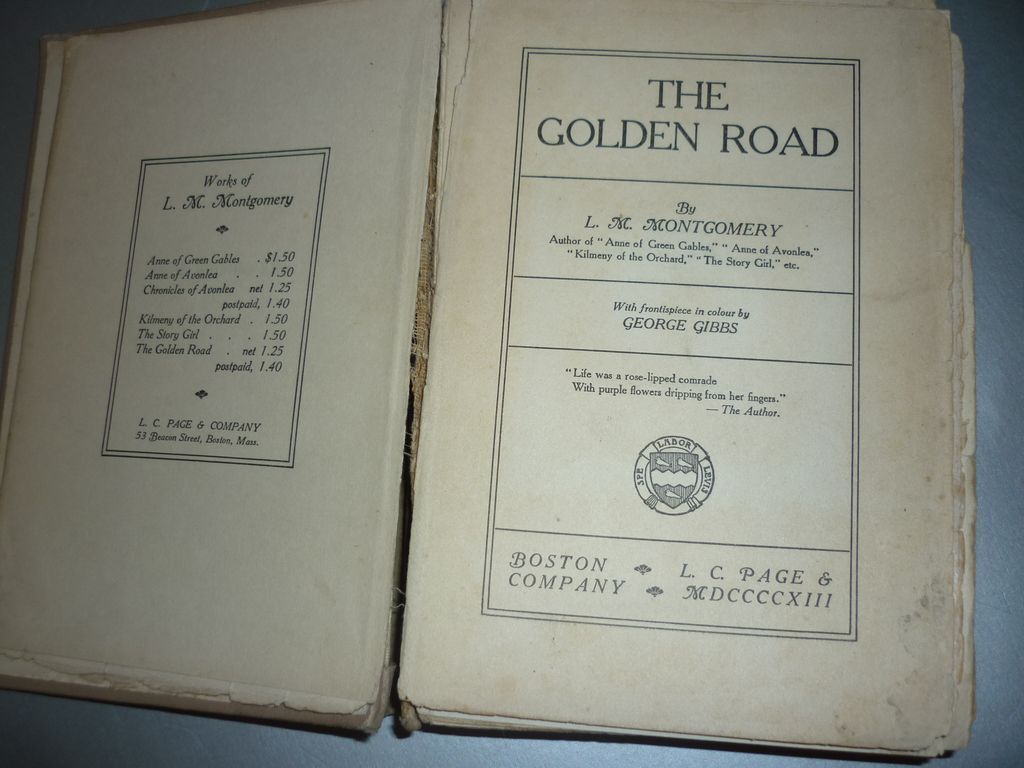 Works of
L. M. Montgomery
Anne of Green Gables . $1.50
Anne of Avonlea . . 1.50
Chronicles of Avonlea net 1.25
postpaid, 1.40
Kilmeny of the Orchard . 1.50
The Story Girl . . . 1.50
The Golden Road . net 1.25
postpaid, 1.40
L. C. PAGE & COMPANY
53 Beacon Street, Boston, Mass.
THE
GOLDEN ROAD
By
L. M. MONTGOMERY
Author of "Anne of Green Gables," "Anne of Avonlea,"
"Kilmeny of the Orchard," "The Story Girl," etc.
With frontispiece in colour by
GEORGE GIBBS
"Life was a rose-lipped comrade
With purple flowers dripping from her fingers."
— The Author.
SPE LABOR LEVIS
BOSTON L. C. PAGE &
COMPANY MDCCCCXIII